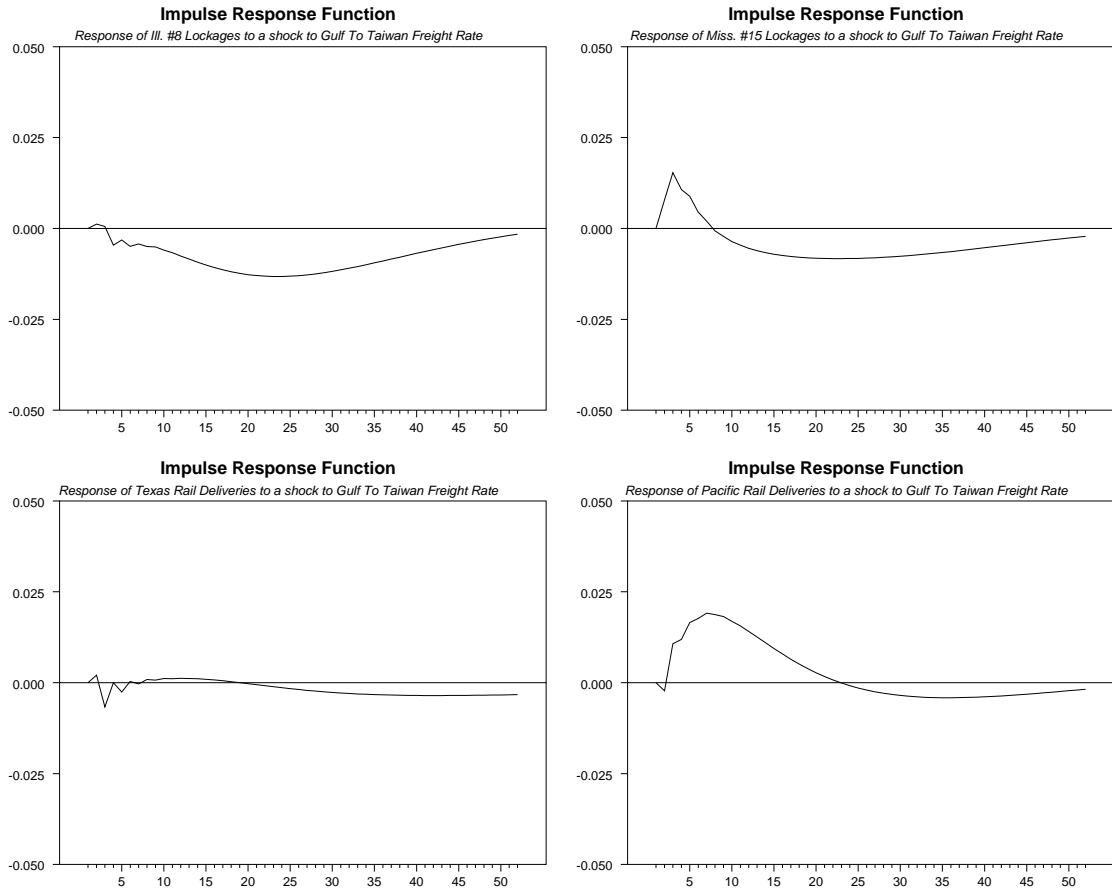 Impulse Response Function
Response of Ill. #8 Lockages to a shock to Gulf To Taiwan Freight Rate
0.050
0.025
0.000
-0.025
-0.050
5 10 15 20 25 30 35 40 45 50
Impulse Response Function
Response of Miss. #15 Lockages to a shock to Gulf To Taiwan Freight Rate
0.050
0.025
0.000
-0.025
-0.050
5 10 15 20 25 30 35 40 45 50
Impulse Response Function
Response of Texas Rail Deliveries to a shock to Gulf To Taiwan Freight Rate
0.050
0.025
0.000
-0.025
-0.050
5 10 15 20 25 30 35 40 45 50
Impulse Response Function
Response of Pacific Rail Deliveries to a shock to Gulf To Taiwan Freight Rate
0.050
0.025
0.000
-0.025
-0.050
5 10 15 20 25 30 35 40 45 50